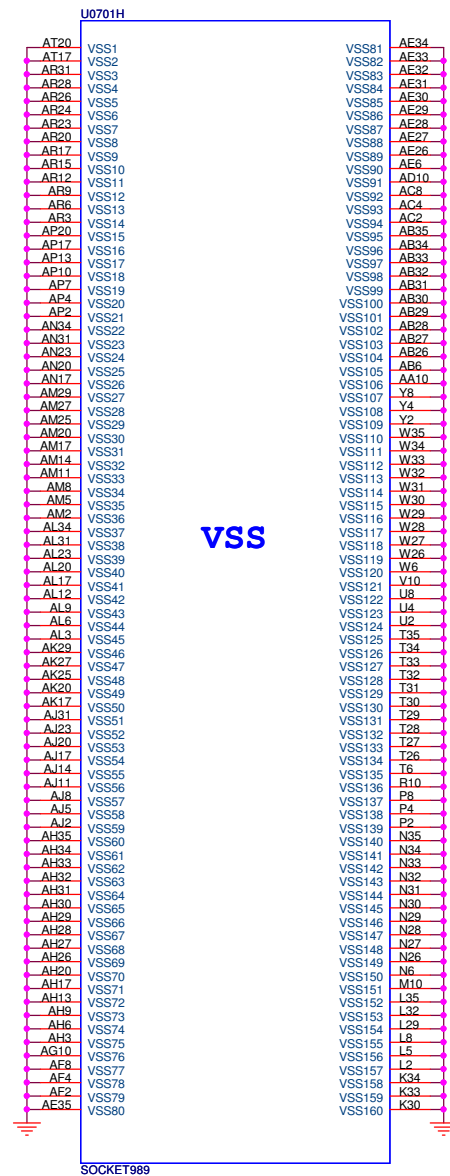 U0701H
AT20 VSS1 VSS81 AE34
AT17 VSS2 VSS82 AE33
AR31 VSS3 VSS83 AE32
AR28 VSS4 VSS84 AE31
AR26 VSS5 VSS85 AE30
AR24 VSS6 VSS86 AE29
AR23 VSS7 VSS87 AE28
AR20 VSS8 VSS88 AE27
AR17 VSS9 VSS89 AE26
AR15 VSS10 VSS90 AE6
AR12 VSS11 VSS91 AD10
AR9 VSS12 VSS92 AC8
AR6 VSS13 VSS93 AC4
AR3 VSS14 VSS94 AC2
AP20 VSS15 VSS95 AB35
AP17 VSS16 VSS96 AB34
AP13 VSS17 VSS97 AB33
AP10 VSS18 VSS98 AB32
AP7 VSS19 VSS99 AB31
AP4 VSS20 VSS100 AB30
AP2 VSS21 VSS101 AB29
AN34 VSS22 VSS102 AB28
AN31 VSS23 VSS103 AB27
AN23 VSS24 VSS104 AB26
AN20 VSS25 VSS105 AB6
AN17 VSS26 VSS106 AA10
AM29 VSS27 VSS107 Y8
AM27 VSS28 VSS108 Y4
AM25 VSS29 VSS109 Y2
AM20 VSS30 VSS110 W35
AM17 VSS31 VSS111 W34
AM14 VSS32 VSS112 W33
AM11 VSS33 VSS113 W32
AM8 VSS34 VSS114 W31
AM5 VSS35 VSS115 W30
AM2 VSS36 VSS116 W29
AL34 VSS37 VSS117 W28
VSS
AL31 VSS38 VSS118 W27
AL23 VSS39 VSS119 W26
AL20 VSS40 VSS120 W6
AL17 VSS41 VSS121 V10
AL12 VSS42 VSS122 U8
AL9 VSS43 VSS123 U4
AL6 VSS44 VSS124 U2
AL3 VSS45 VSS125 T35
AK29 VSS46 VSS126 T34
AK27 VSS47 VSS127 T33
AK25 VSS48 VSS128 T32
AK20 VSS49 VSS129 T31
AK17 VSS50 VSS130 T30
AJ31 VSS51 VSS131 T29
AJ23 VSS52 VSS132 T28
AJ20 VSS53 VSS133 T27
AJ17 VSS54 VSS134 T26
AJ14 VSS55 VSS135 T6
AJ11 VSS56 VSS136 R10
AJ8 VSS57 VSS137 P8
AJ5 VSS58 VSS138 P4
AJ2 VSS59 VSS139 P2
AH35 VSS60 VSS140 N35
AH34 VSS61 VSS141 N34
AH33 VSS62 VSS142 N33
AH32 VSS63 VSS143 N32
AH31 VSS64 VSS144 N31
AH30 VSS65 VSS145 N30
AH29 VSS66 VSS146 N29
AH28 VSS67 VSS147 N28
AH27 VSS68 VSS148 N27
AH26 VSS69 VSS149 N26
AH20 VSS70 VSS150 N6
AH17 VSS71 VSS151 M10
AH13 VSS72 VSS152 L35
AH9 VSS73 VSS153 L32
AH6 VSS74 VSS154 L29
AH3 VSS75 VSS155 L8
AG10 VSS76 VSS156 L5
AF8 VSS77 VSS157 L2
AF4 VSS78 VSS158 K34
AF2 VSS79 VSS159 K33
AE35 VSS80 VSS160 K30
SOCKET989